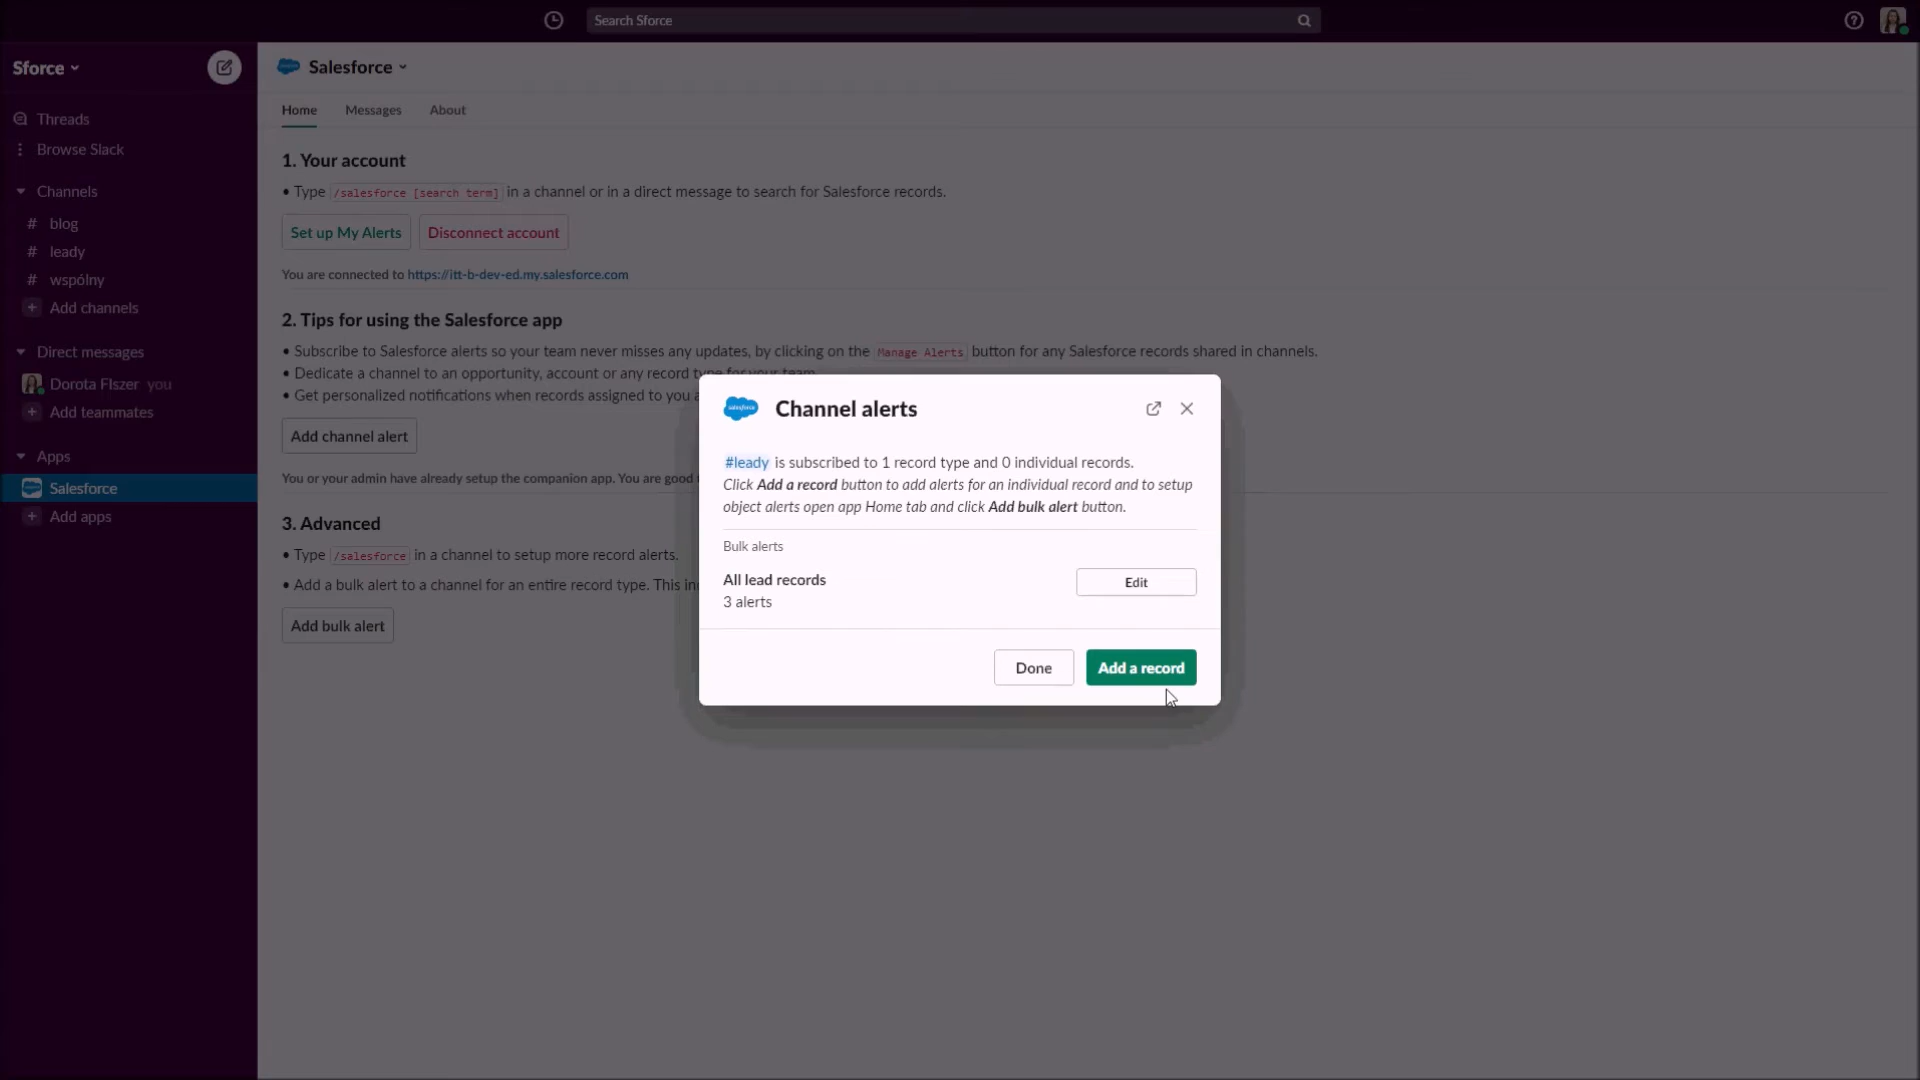 Search Sforce
Sforce
Salesforce
Home Messages About
Threads
Browse Slack
Channels
# blog
# leady
# wspólny
+ Add channels
Direct messages
Dorota FIszer you
+ Add teammates
Apps
Salesforce
+ Add apps
1. Your account
• Type /salesforce [search term] in a channel or in a direct message to search for Salesforce records.
Set up My Alerts Disconnect account
You are connected to https://itt-b-dev-ed.my.salesforce.com
2. Tips for using the Salesforce app
• Subscribe to Salesforce alerts so your team never misses any updates, by clicking on the Manage Alerts button for any Salesforce records shared in channels.
• Dedicate a channel to an opportunity, account or any record type for your team.
• Get personalized notifications when records assigned to you a
Add channel alert
You or your admin have already setup the companion app. You are good
3. Advanced
• Type /salesforce in a channel to setup more record alerts.
• Add a bulk alert to a channel for an entire record type. This in
Add bulk alert
salesforce
Channel alerts
#leady is subscribed to 1 record type and 0 individual records.
Click Add a record button to add alerts for an individual record and to setup
object alerts open app Home tab and click Add bulk alert button.
Bulk alerts
All lead records
3 alerts
Edit
Done Add a record